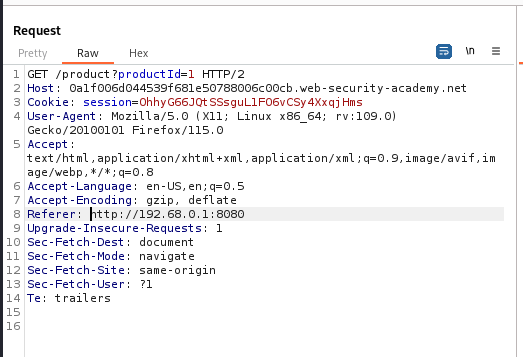 Request
Pretty Raw Hex
\n
1 GET /product?productId=1 HTTP/2
2 Host: 0a1f006d044539f681e50788006c00cb.web-security-academy.net
3 Cookie: session=OhhyG66JQtSSsguL1F06vCSy4XxqjHms
4 User-Agent: Mozilla/5.0 (X11; Linux x86_64; rv:109.0)
Gecko/20100101 Firefox/115.0
5 Accept:
text/html,application/xhtml+xml,application/xml;q=0.9,image/avif,im
age/webp,*/*;q=0.8
6 Accept-Language: en-US,en;q=0.5
7 Accept-Encoding: gzip, deflate
8 Referer: http://192.68.0.1:8080
9 Upgrade-Insecure-Requests: 1
10 Sec-Fetch-Dest: document
11 Sec-Fetch-Mode: navigate
12 Sec-Fetch-Site: same-origin
13 Sec-Fetch-User: ?1
14 Te: trailers
15
16